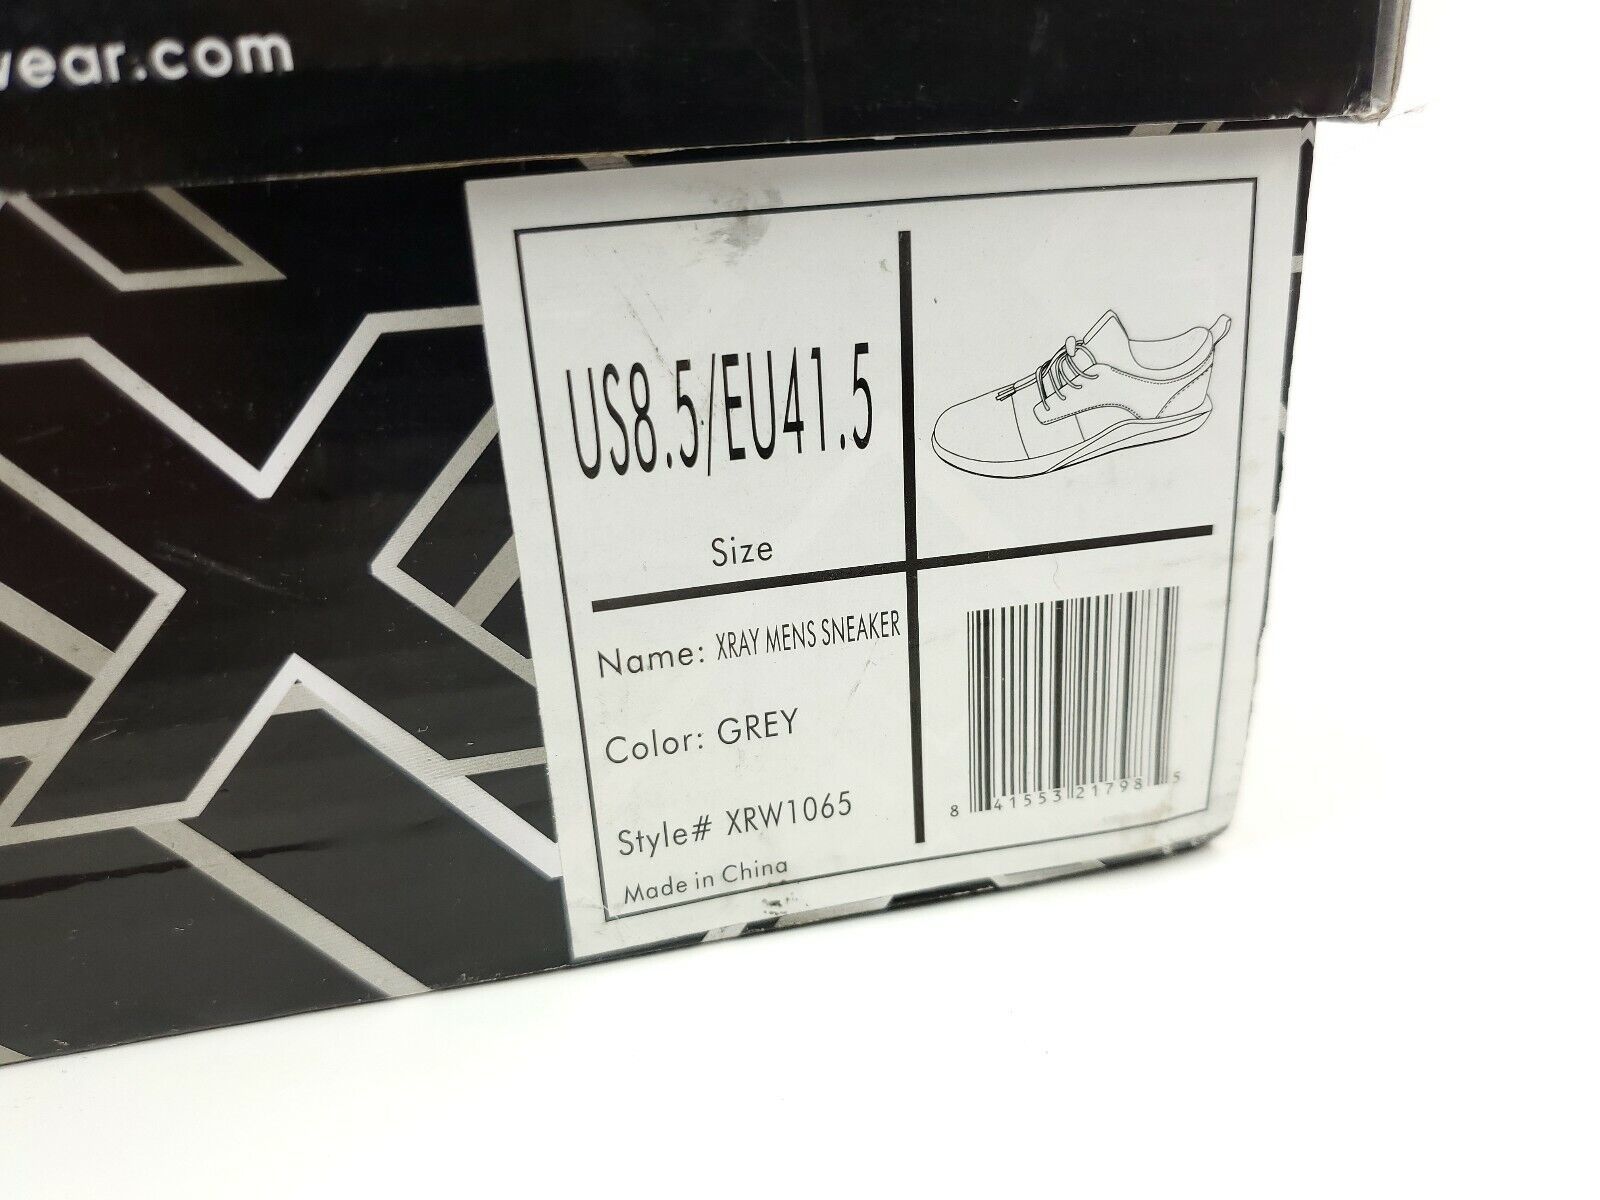 wear.com
US8.5/EU41.5
Size
Name: XRAY MENS SNEAKER
Color: GREY
Style# XRW1065
Made in China
8 41553 21798 5